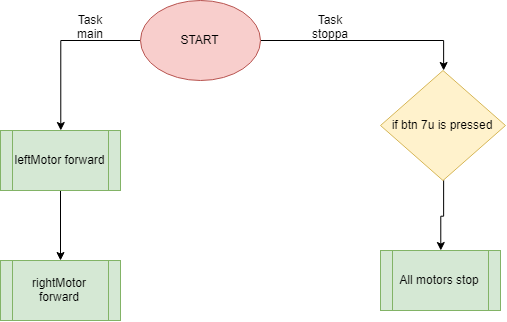 Task
main
START
Task
stoppa
if btn 7u is pressed
leftMotor forward
rightMotor
forward
All motors stop